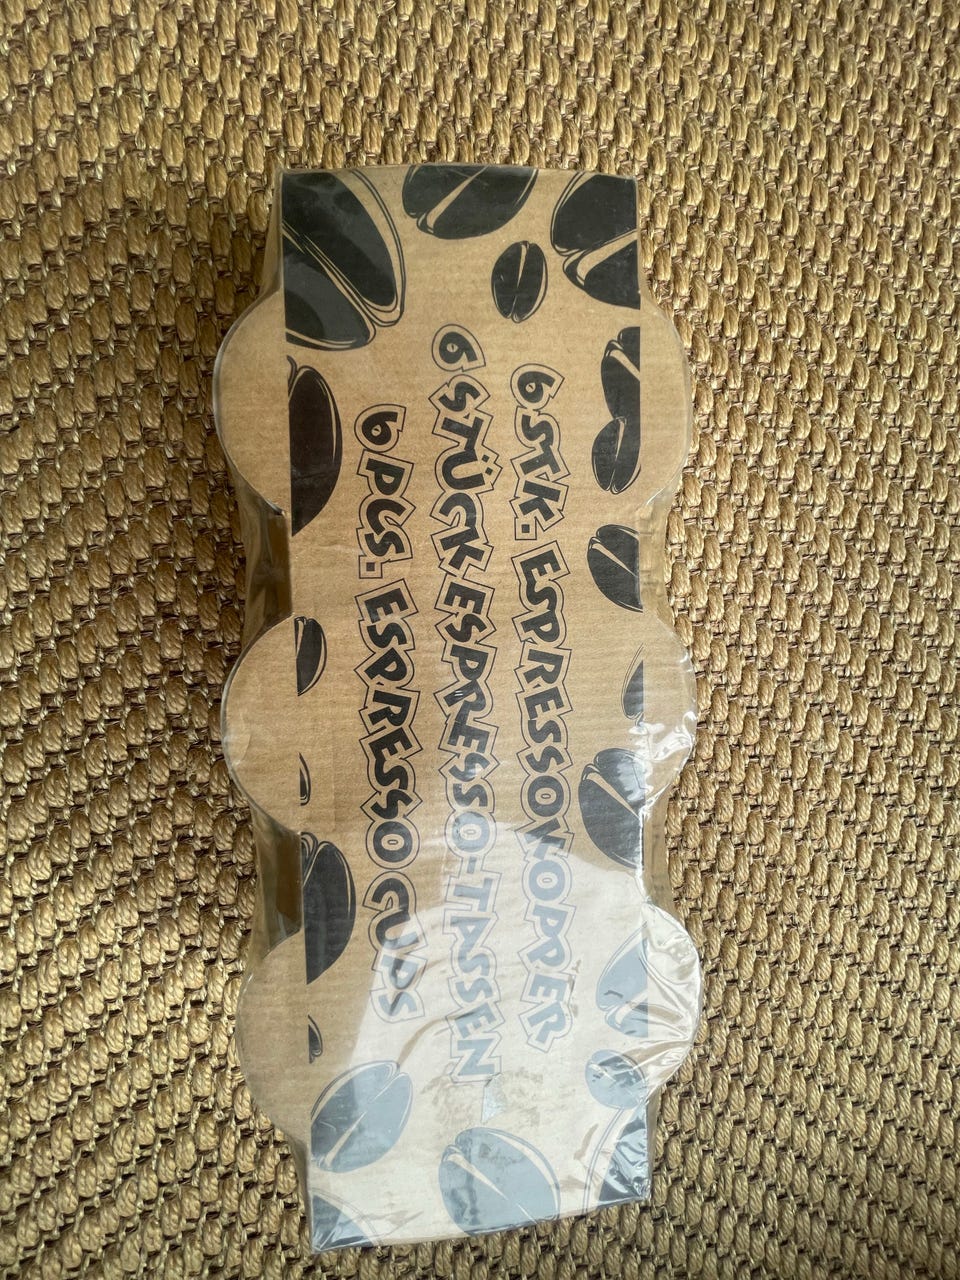 6 STK. ESPRESSOKOPPER
6 STÜCK ESPRESSO-TASSEN
6 PCS. ESPRESSO CUPS